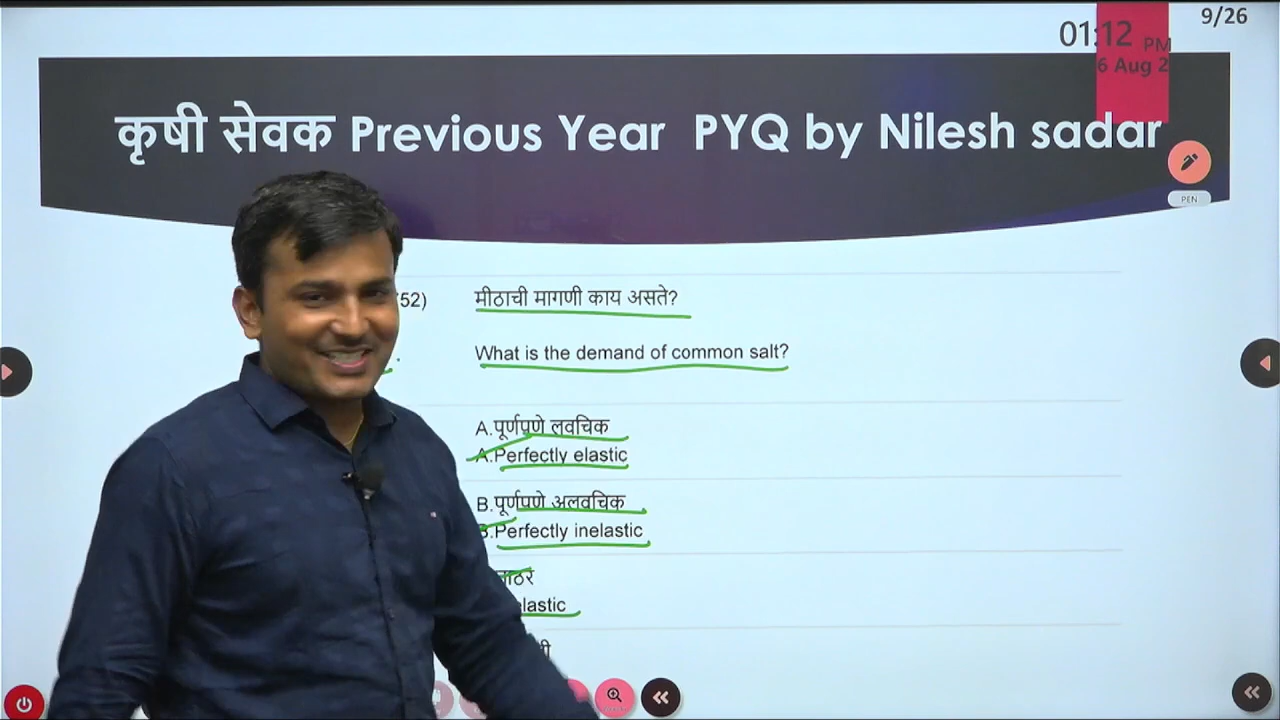 9/26
01:12 PM
6 Aug 2
कृषी सेवक Previous Year PYQ by Nilesh sadar
PEN
52) मीठाची मागणी काय असते?
What is the demand of common salt?
A.पूर्णपणे लवचिक
A.Perfectly elastic
B.पूर्णपणे अलवचिक
B.Perfectly inelastic
elastic